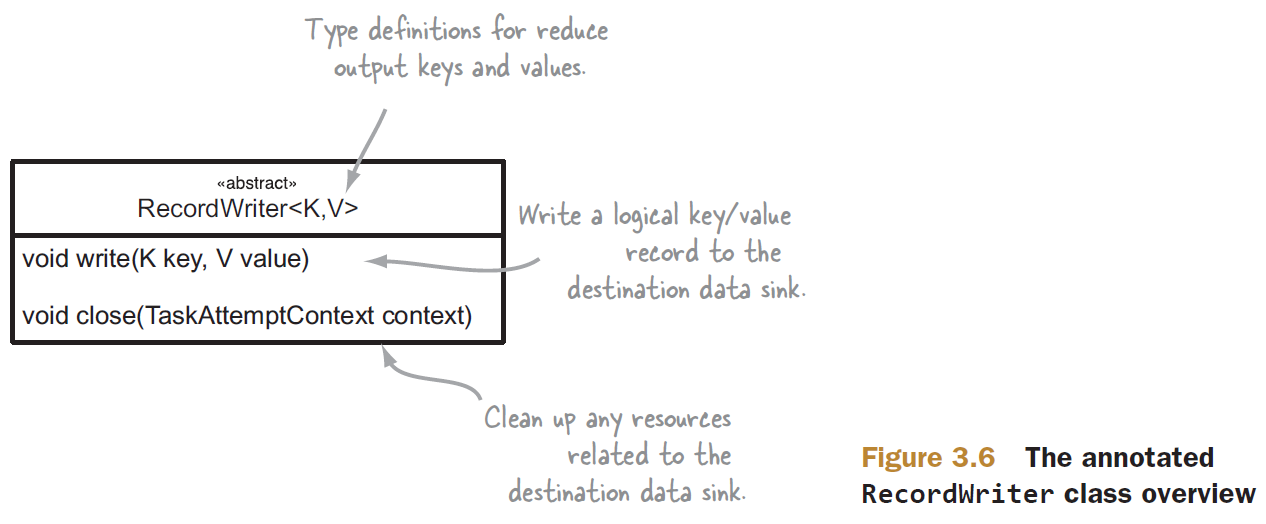 Type definitions for reduce
output keys and values.
«abstract»
RecordWriter<K,V>
void write(K key, V value)
void close(TaskAttemptContext context)
Write a logical key/value
record to the
destination data sink.
Clean up any resources
related to the
destination data sink.
Figure 3.6 The annotated
RecordWriter class overview